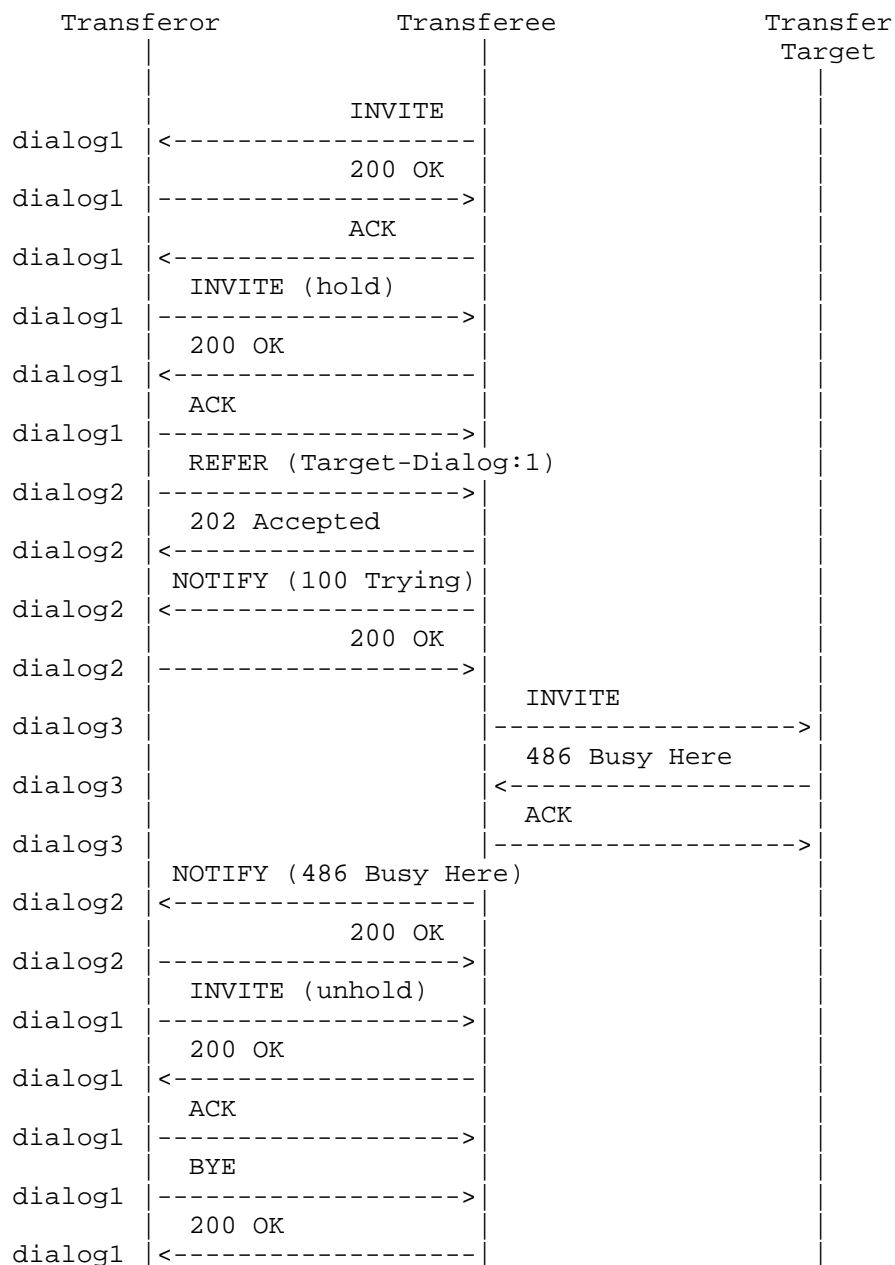 Transferor Transferee Transfer
Target
INVITE
dialog1 <-------------------
200 OK
dialog1 ------------------>
ACK
dialog1 <-------------------
INVITE (hold)
dialog1 ------------------>
200 OK
dialog1 <-------------------
ACK
dialog1 ------------------>
REFER (Target-Dialog:1)
dialog2 ------------------>
202 Accepted
dialog2 <-------------------
NOTIFY (100 Trying)
dialog2 <-------------------
200 OK
dialog2 ------------------>
INVITE
dialog3 ------------------>
486 Busy Here
dialog3 <-------------------
ACK
dialog3 ------------------>
NOTIFY (486 Busy Here)
dialog2 <-------------------
200 OK
dialog2 ------------------>
INVITE (unhold)
dialog1 ------------------>
200 OK
dialog1 <-------------------
ACK
dialog1 ------------------>
BYE
dialog1 ------------------>
200 OK
dialog1 <-------------------